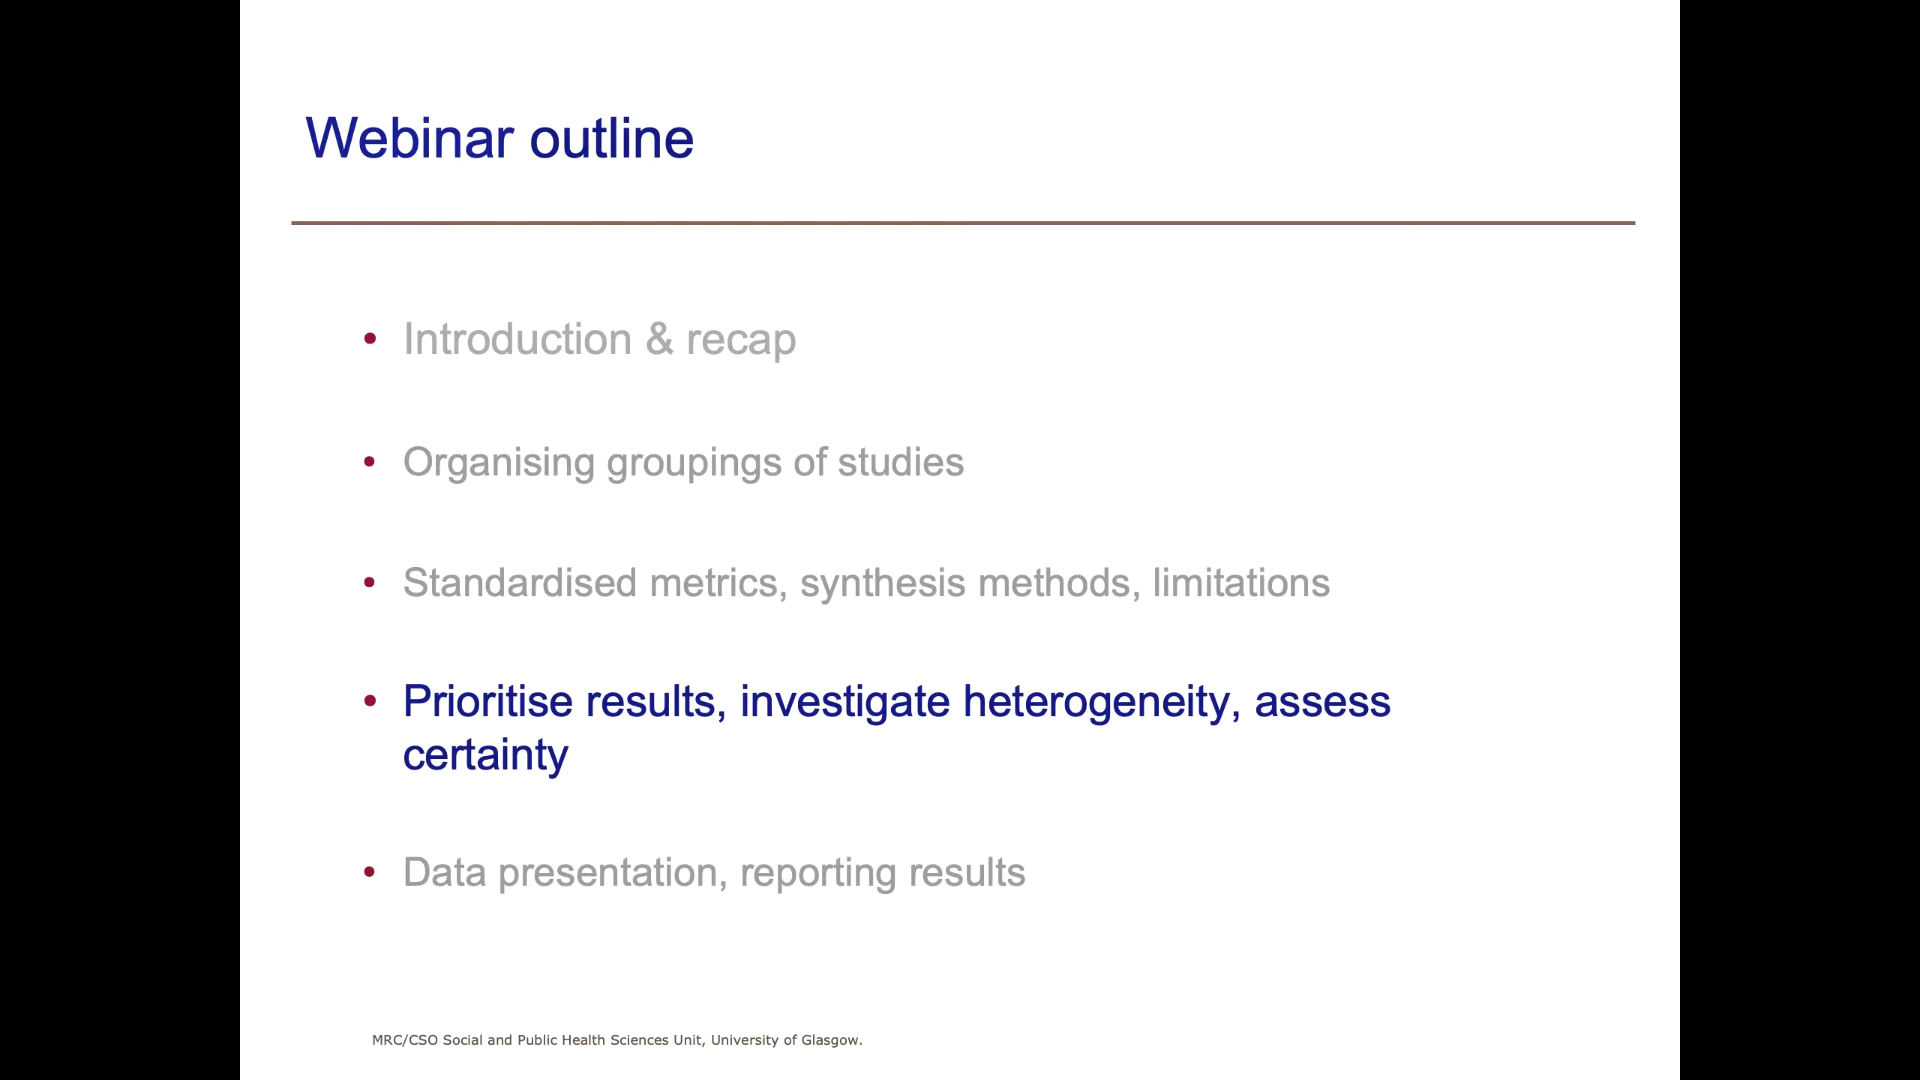 Webinar outline
• Introduction & recap
• Organising groupings of studies
• Standardised metrics, synthesis methods, limitations
• Prioritise results, investigate heterogeneity, assess
certainty
• Data presentation, reporting results
MRC/CSO Social and Public Health Sciences Unit, University of Glasgow.